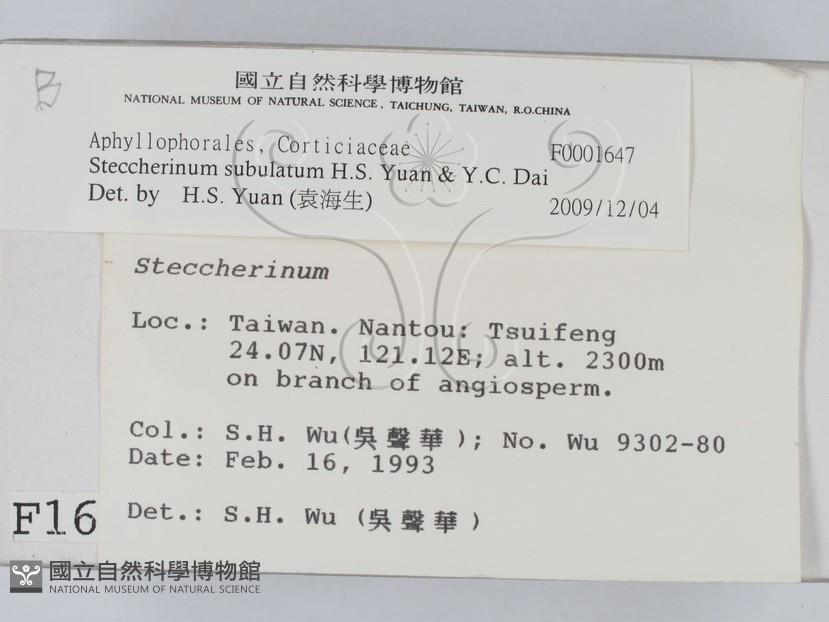 B
國立自然科學博物館
NATIONAL MUSEUM OF NATURAL SCIENCE, TAICHUNG, TAIWAN, R.O.CHINA
Aphyllophorales, Corticiaceae F0001647
Steccherinum subulatum H.S. Yuan & Y.C. Dai
Det. by H.S. Yuan (袁海生) 2009/12/04
Steccherinum
Loc.: Taiwan. Nantou: Tsuifeng
24.07N, 121.12E; alt. 2300m
on branch of angiosperm.
Col.: S.H. Wu(吳聲華); No. Wu 9302-80
Date: Feb. 16, 1993
Det.: S.H. Wu (吳聲華)
F16
國立自然科學博物館
NATIONAL MUSEUM OF NATURAL SCIENCE